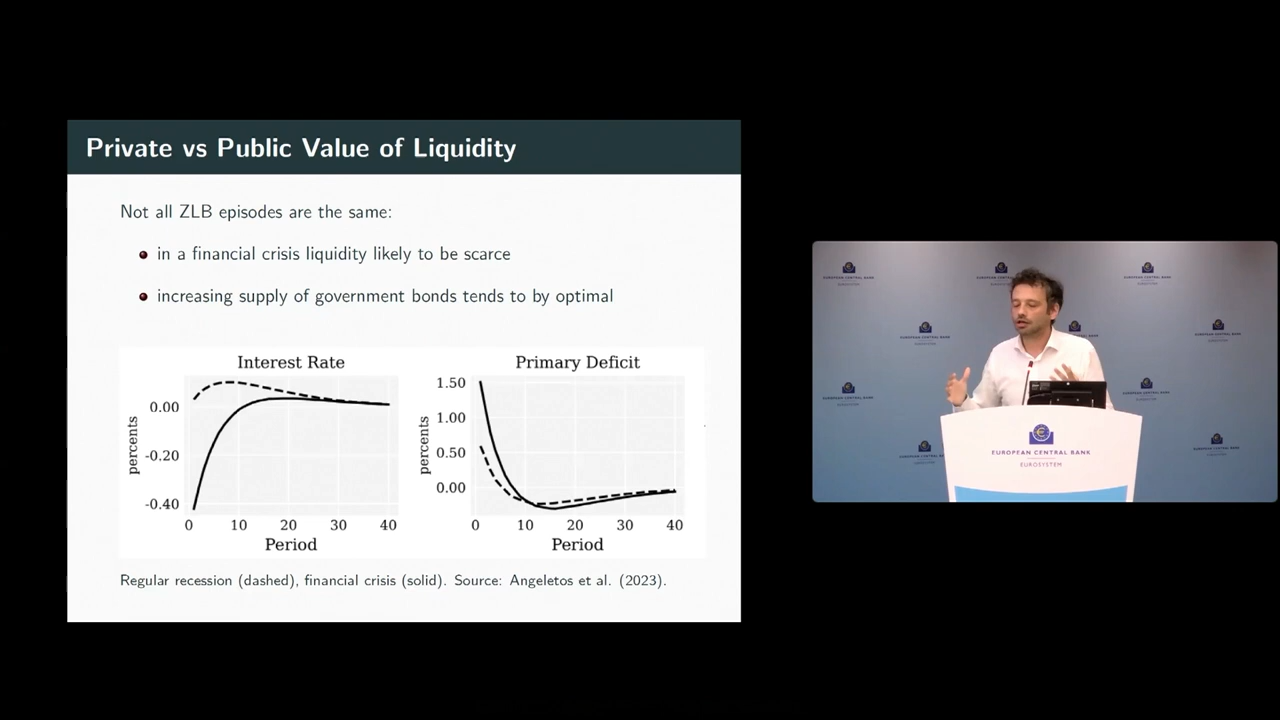 Private vs Public Value of Liquidity
Not all ZLB episodes are the same:
in a financial crisis liquidity likely to be scarce
increasing supply of government bonds tends to by optimal
Interest Rate
percents
0.00
-0.20
-0.40
0 10 20 30 40
Period
Primary Deficit
percents
1.50
1.00
0.50
0.00
0 10 20 30 40
Period
Regular recession (dashed), financial crisis (solid). Source: Angeletos et al. (2023).
EUROPEAN CENTRAL BANK
EUROSYSTEM
EUROPEAN CENTRAL BANK
EUROSYSTEM